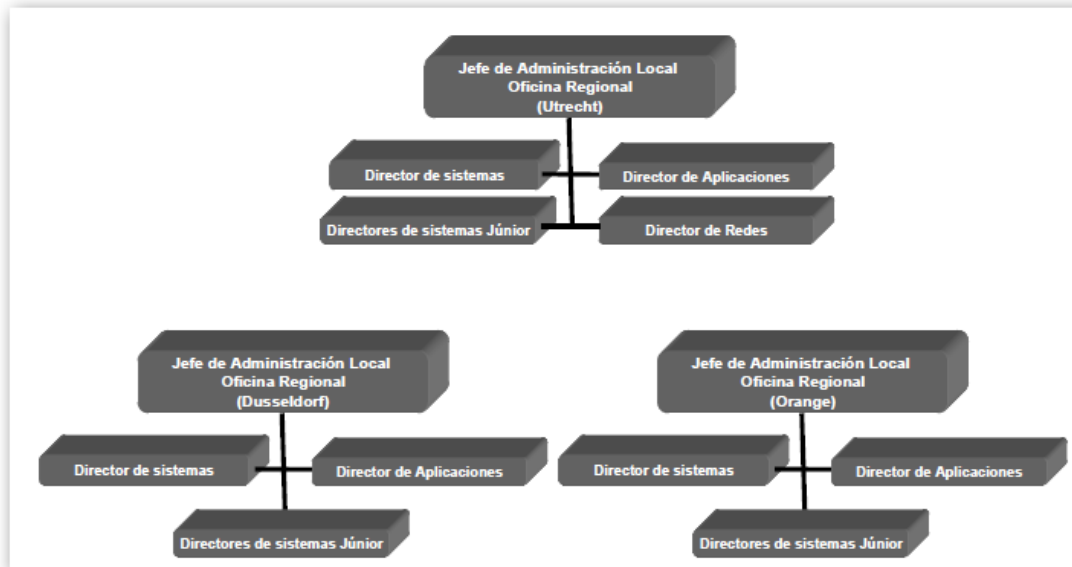 Jefe de Administración Local
Oficina Regional
(Utrecht)
Director de sistemas
Director de Aplicaciones
Directores de sistemas Júnior
Director de Redes
Jefe de Administración Local
Oficina Regional
(Dusseldorf)
Director de sistemas
Director de Aplicaciones
Directores de sistemas Júnior
Jefe de Administración Local
Oficina Regional
(Orange)
Director de sistemas
Director de Aplicaciones
Directores de sistemas Júnior